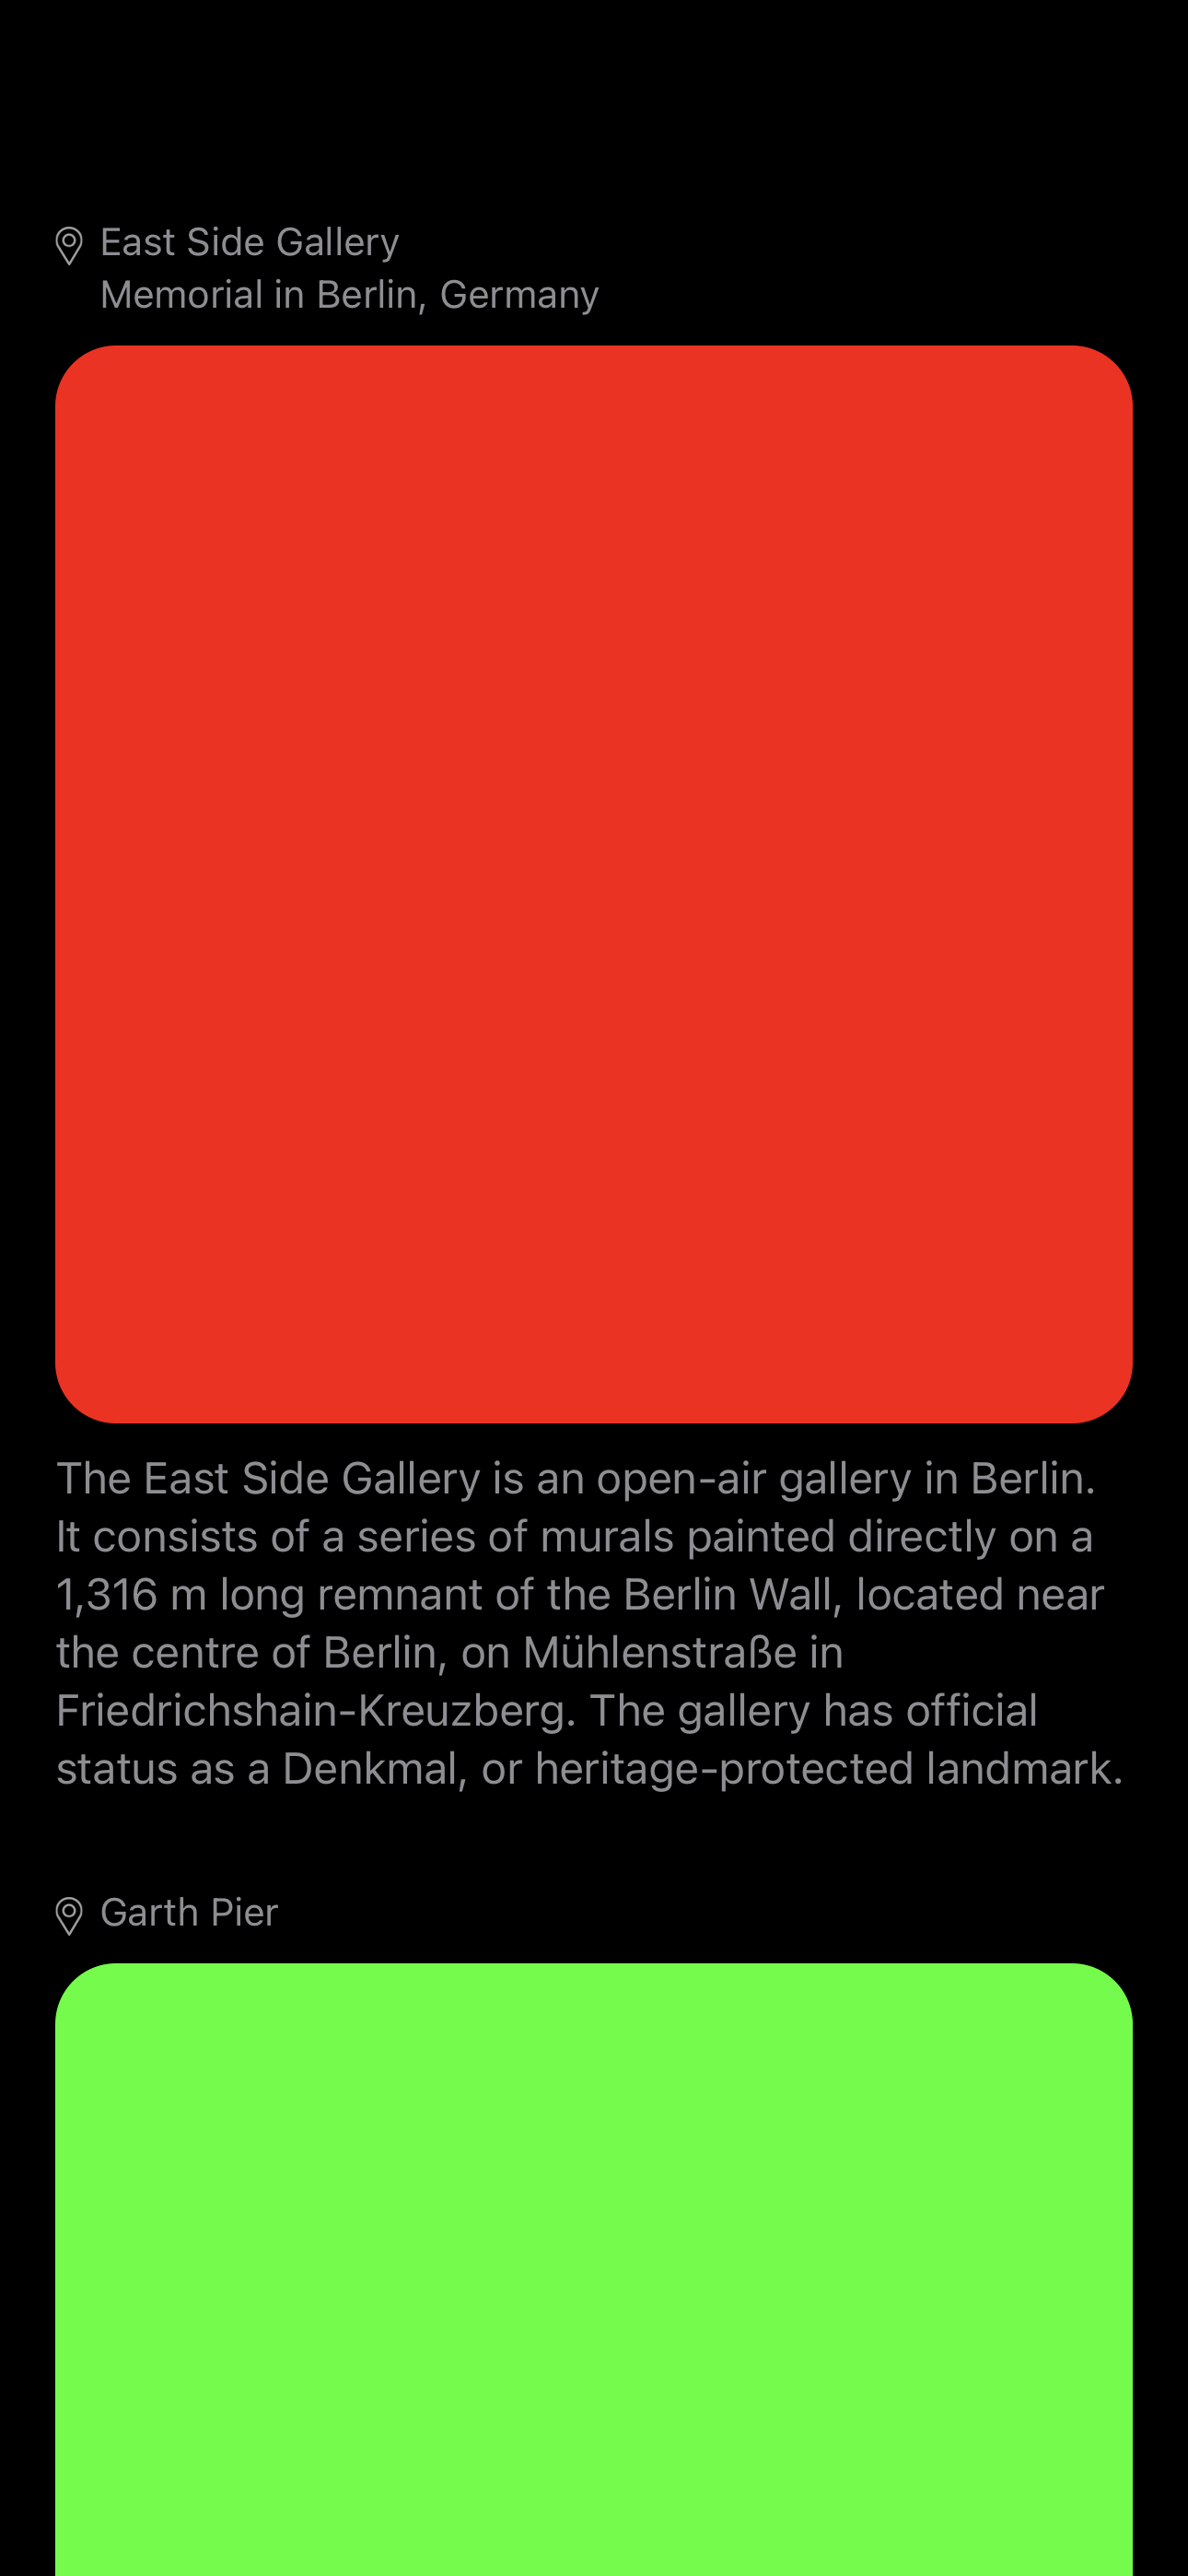 East Side Gallery
Memorial in Berlin, Germany
The East Side Gallery is an open-air gallery in Berlin.
It consists of a series of murals painted directly on a
1,316 m long remnant of the Berlin Wall, located near
the centre of Berlin, on Mühlenstraße in
Friedrichshain-Kreuzberg. The gallery has official
status as a Denkmal, or heritage-protected landmark.
Garth Pier